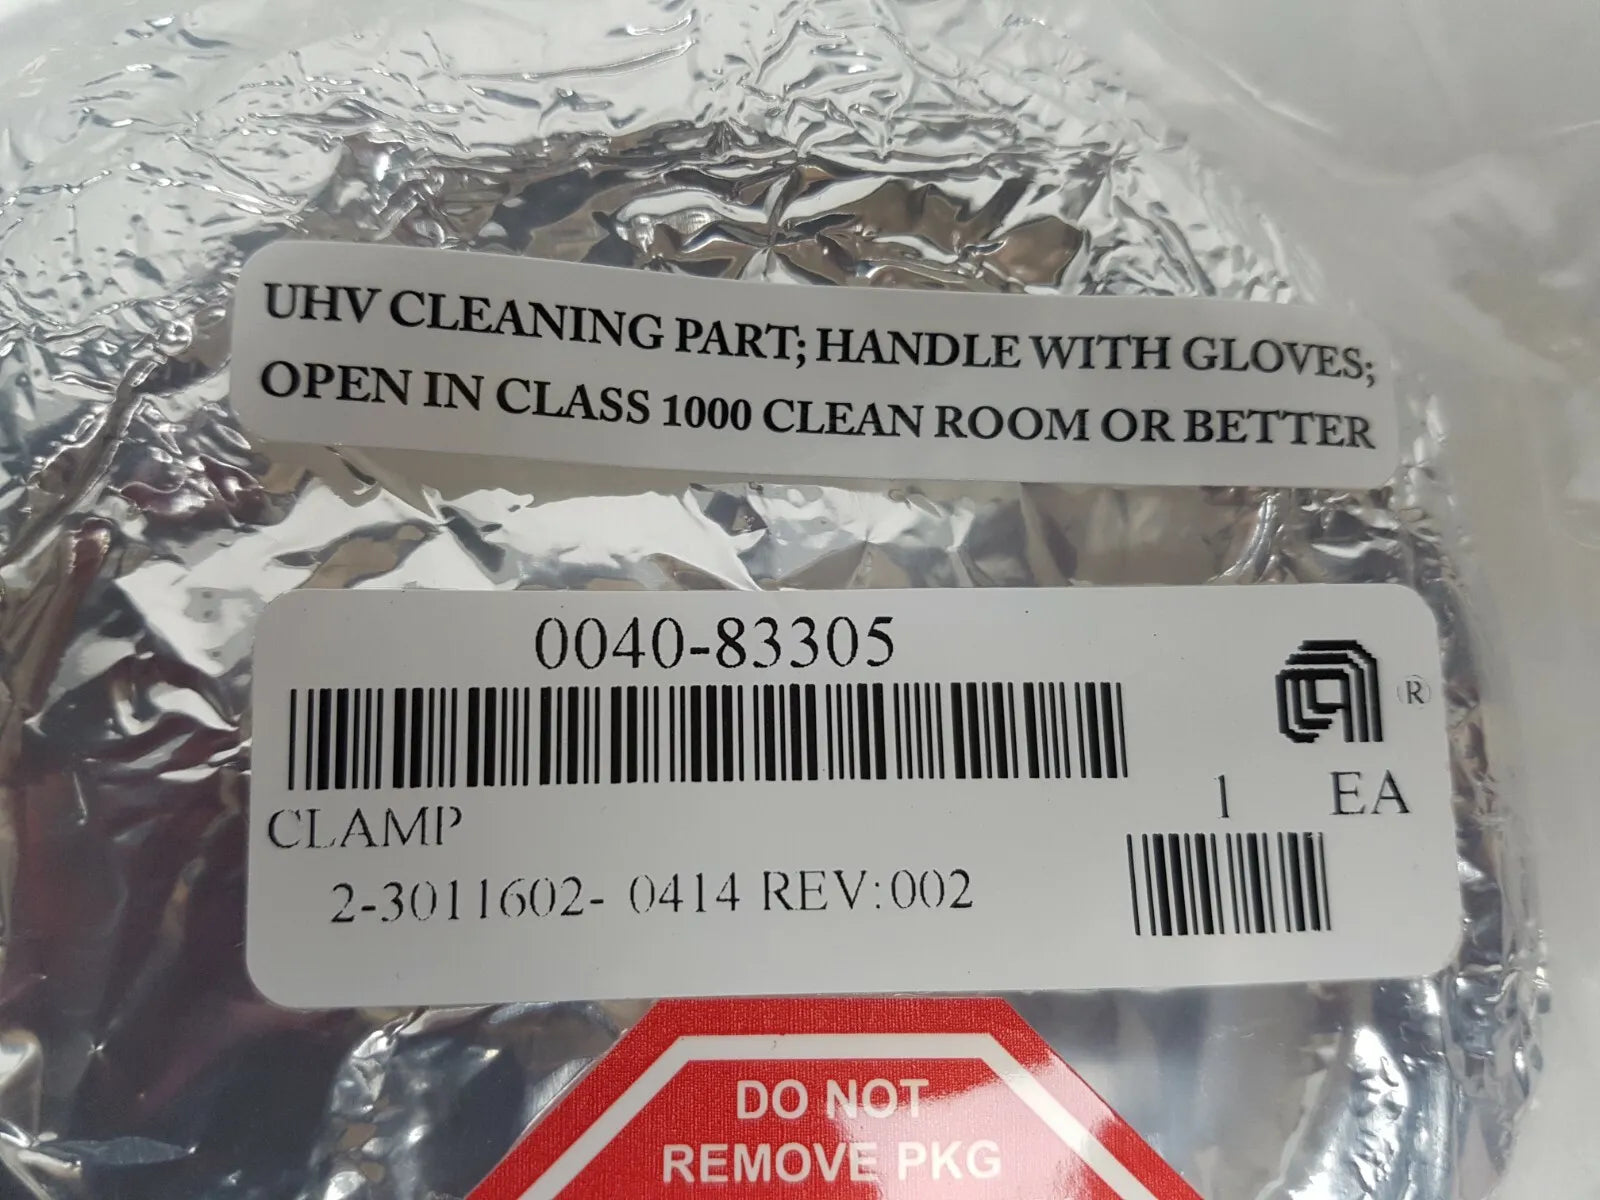 UHV CLEANING PART; HANDLE WITH GLOVES;
OPEN IN CLASS 1000 CLEAN ROOM OR BETTER
0040-83305
®
1 EA
CLAMP
2-3011602- 0414 REV:002
DO NOT
REMOVE PKG